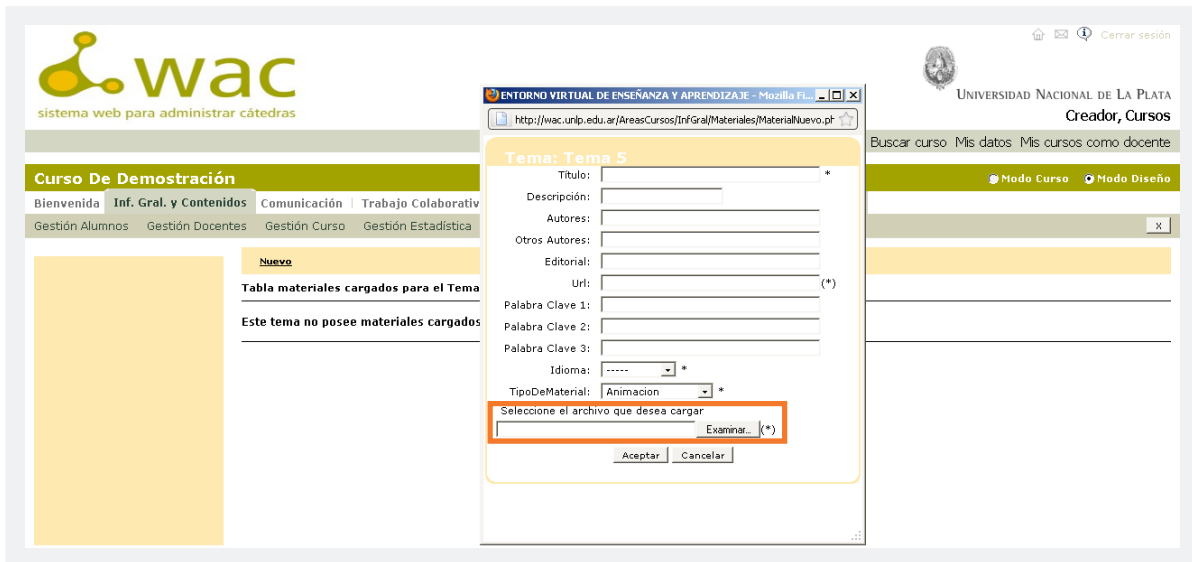 Cerrar sesión
wac
sistema web para administrar cátedras
UNIVERSIDAD NACIONAL DE LA PLATA
Creador, Cursos
Buscar curso Mis datos Mis cursos como docente
Curso De Demostración
Modo Curso Modo Diseño
Bienvenida Inf. Gral. y Contenidos Comunicación Trabajo Colaborativ
Gestión Alumnos Gestión Docentes Gestión Curso Gestión Estadística
x
Nuevo
Tabla materiales cargados para el Tema
Este tema no posee materiales cargados
ENTORNO VIRTUAL DE ENSEÑANZA Y APRENDIZAJE - Mozilla Fi...
http://wac.unlp.edu.ar/AreasCursos/InfGral/Materiales/MaterialNuevo.ph
Tema: Tema 5
Título: *
Descripción:
Autores:
Otros Autores:
Editorial:
Url: (*)
Palabra Clave 1:
Palabra Clave 2:
Palabra Clave 3:
Idioma: ----- *
TipoDeMaterial: Animacion *
Seleccione el archivo que desea cargar
Examinar... (*)
Aceptar Cancelar